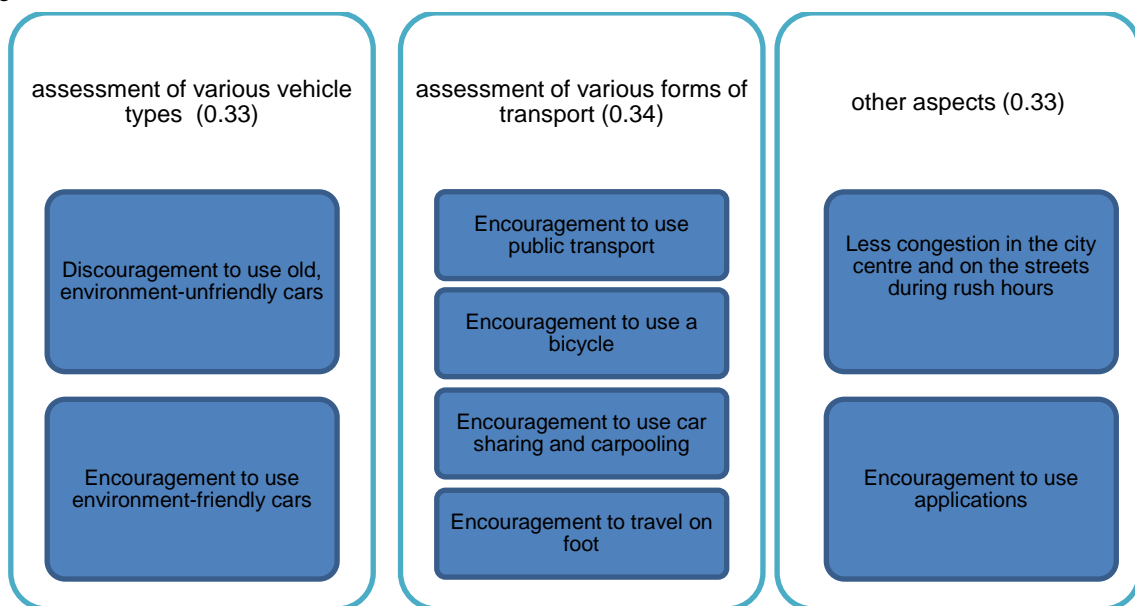 assessment of various vehicle
types (0.33)
Discouragement to use old,
environment-unfriendly cars
Encouragement to use
environment-friendly cars
assessment of various forms of
transport (0.34)
Encouragement to use
public transport
Encouragement to use a
bicycle
Encouragement to use car
sharing and carpooling
Encouragement to travel on
foot
other aspects (0.33)
Less congestion in the city
centre and on the streets
during rush hours
Encouragement to use
applications